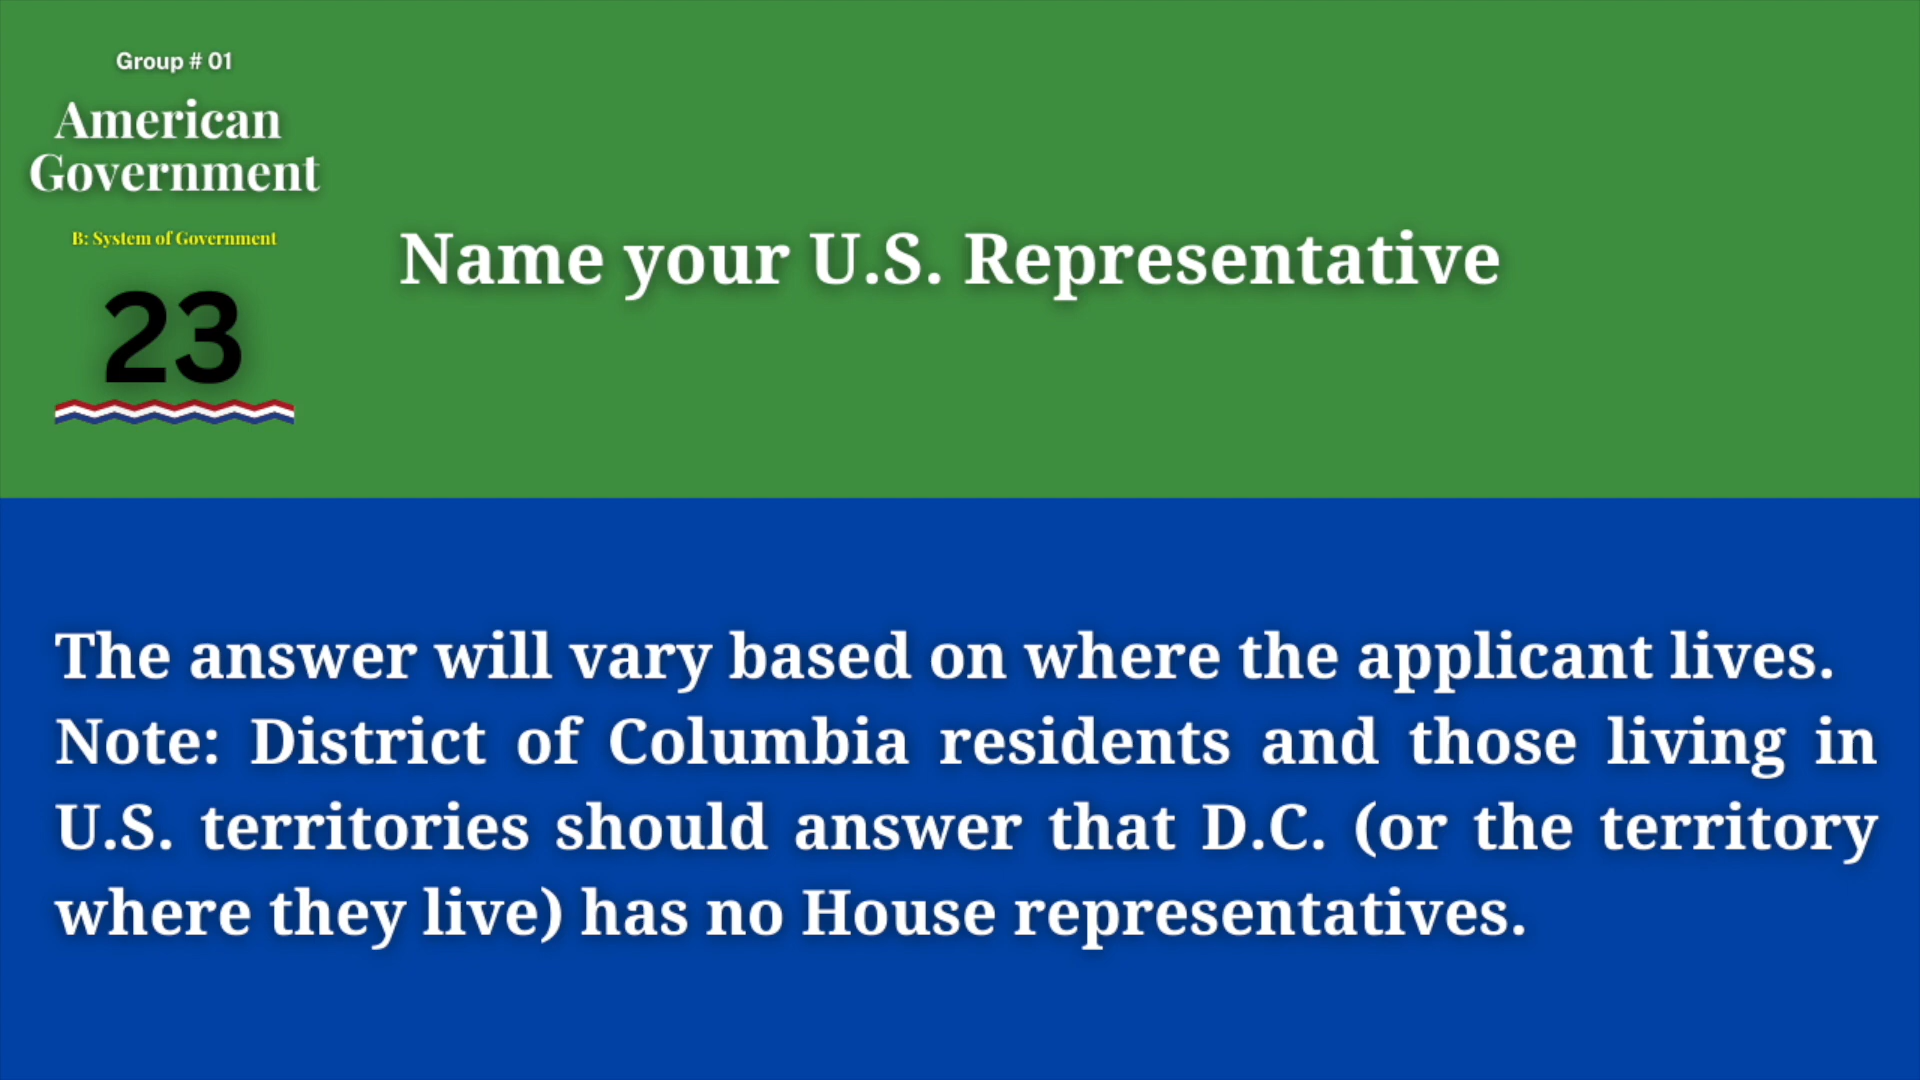 Group # 01
American
Government
B: System of Government
23
Name your U.S. Representative
The answer will vary based on where the applicant lives.
Note: District of Columbia residents and those living in
U.S. territories should answer that D.C. (or the territory
where they live) has no House representatives.